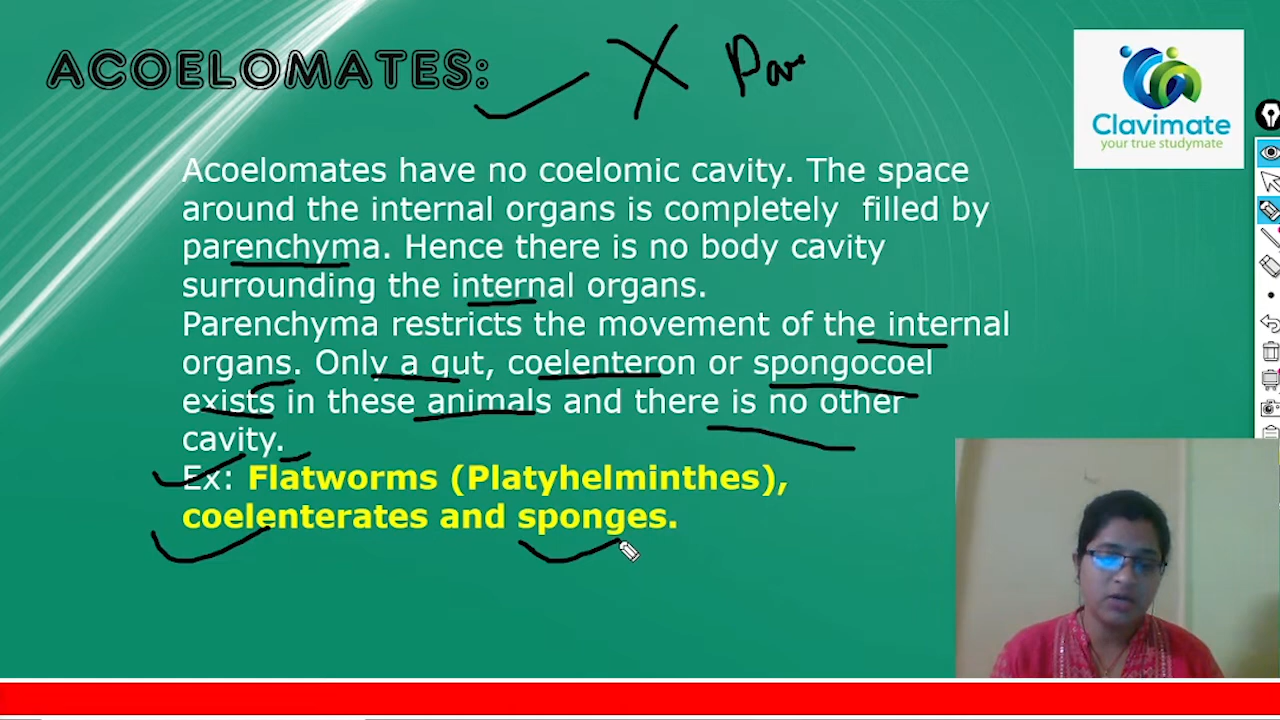 ACOELOMATES:
X Par
Clavimate
your true studymate
Acoelomates have no coelomic cavity. The space
around the internal organs is completely filled by
parenchyma. Hence there is no body cavity
surrounding the internal organs.
Parenchyma restricts the movement of the internal
organs. Only a gut, coelenteron or spongocoel
exists in these animals and there is no other
cavity.
Ex: Flatworms (Platyhelminthes),
coelenterates and sponges.